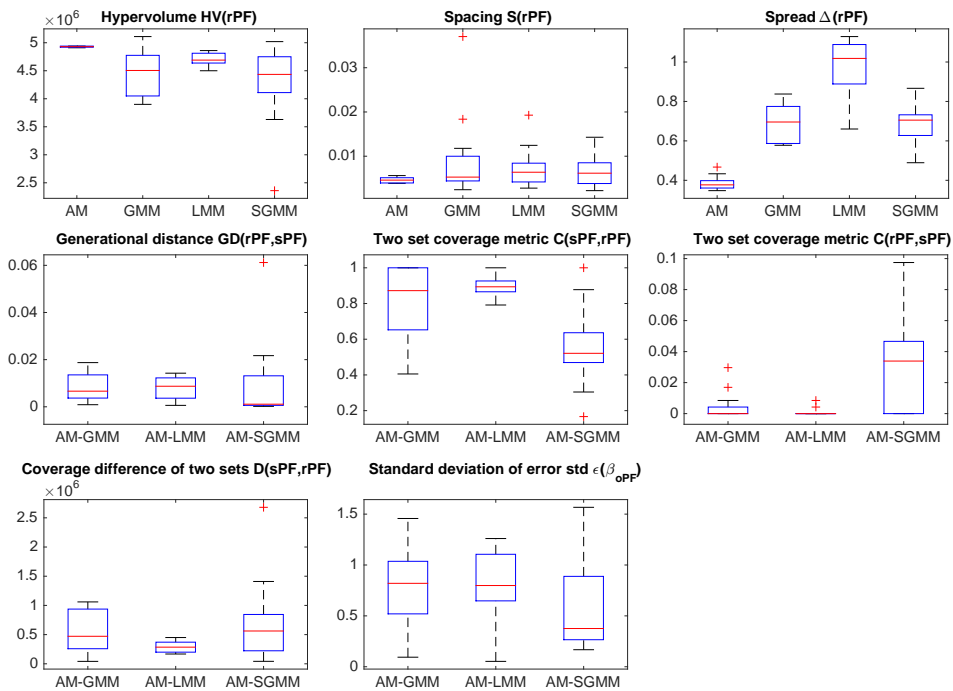 Hypervolume HV(rPF)
×10⁶
5
4.5
4
3.5
3
2.5
AM GMM LMM SGMM
Spacing S(rPF)
0.03
0.02
0.01
AM GMM LMM SGMM
Spread Δ(rPF)
1
0.8
0.6
0.4
AM GMM LMM SGMM
Generational distance GD(rPF,sPF)
0.06
0.04
0.02
0
AM-GMM AM-LMM AM-SGMM
Two set coverage metric C(sPF,rPF)
1
0.8
0.6
0.4
0.2
AM-GMM AM-LMM AM-SGMM
Two set coverage metric C(rPF,sPF)
0.1
0.08
0.06
0.04
0.02
0
AM-GMM AM-LMM AM-SGMM
Coverage difference of two sets D(sPF,rPF)
×10⁶
2.5
2
1.5
1
0.5
0
AM-GMM AM-LMM AM-SGMM
Standard deviation of error std ϵ(β_oPF)
1.5
1
0.5
0
AM-GMM AM-LMM AM-SGMM